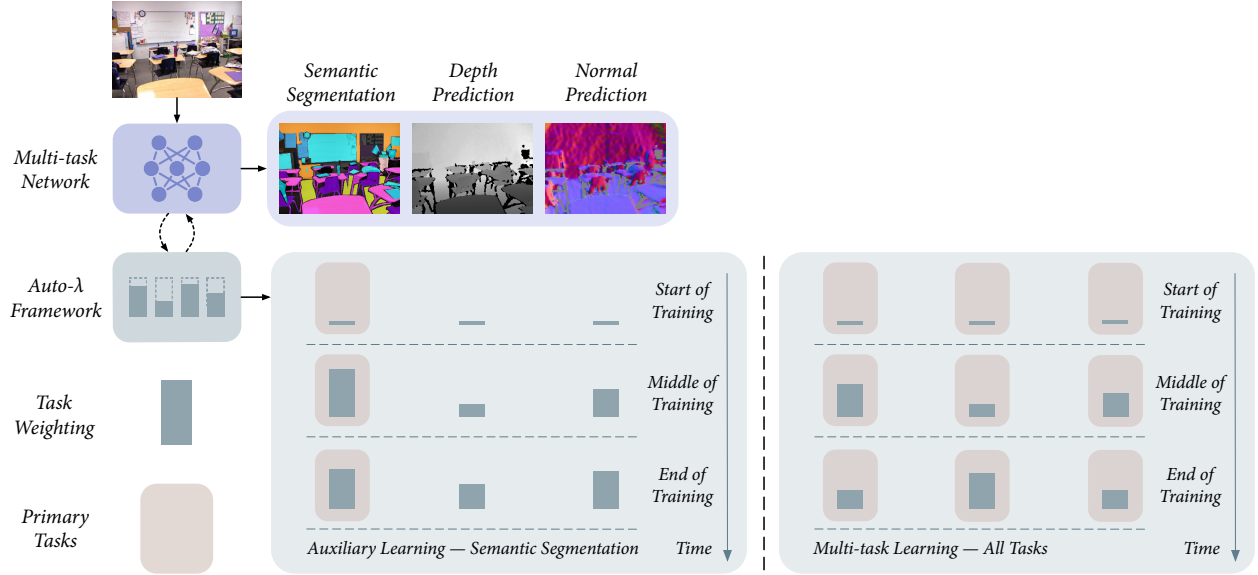 Semantic
Segmentation
Depth
Prediction
Normal
Prediction
Multi-task
Network
Auto-λ
Framework
Task
Weighting
Primary
Tasks
Start of
Training
Middle of
Training
End of
Training
Auxiliary Learning — Semantic Segmentation
Time
Start of
Training
Middle of
Training
End of
Training
Multi-task Learning — All Tasks
Time